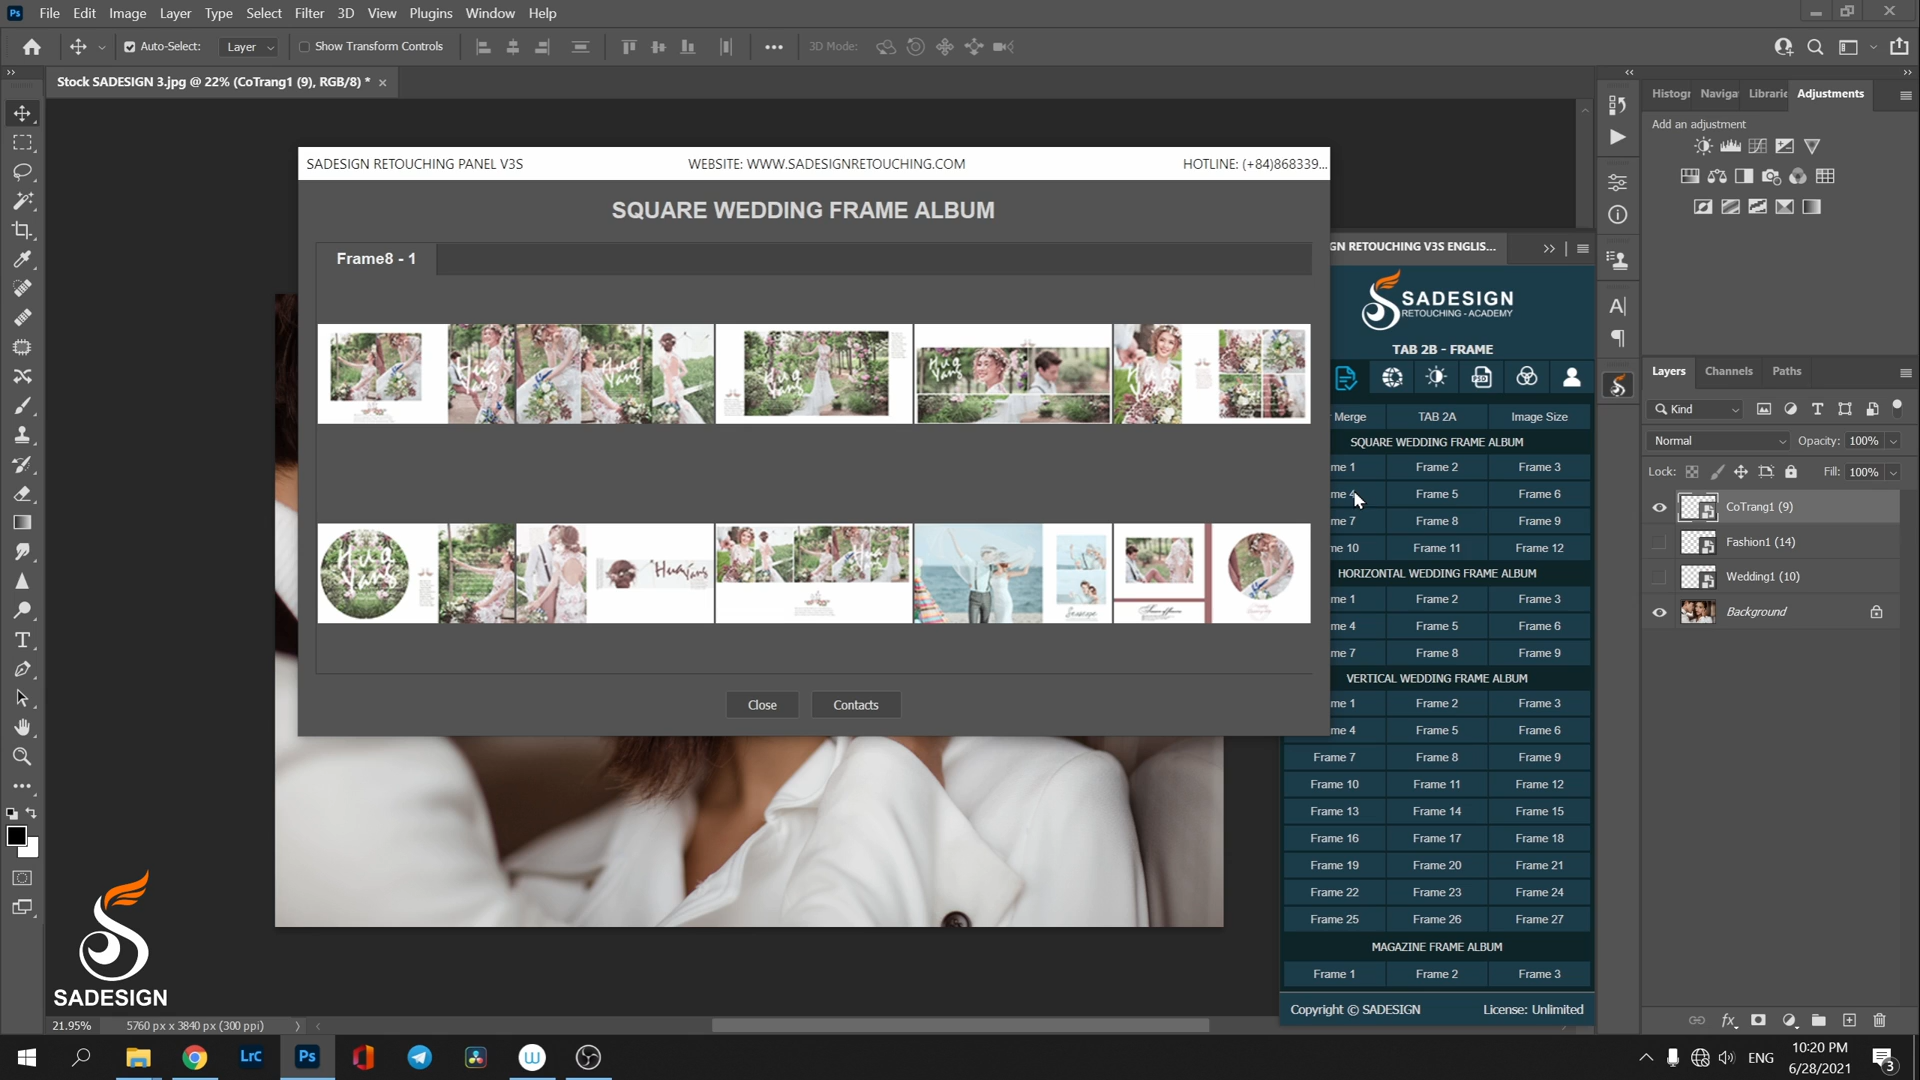 Ps File Edit Image Layer Type Select Filter 3D View Plugins Window Help
Auto-Select: Layer Show Transform Controls 3D Mode:
Stock SADESIGN 3.jpg @ 22% (CoTrang1 (9), RGB/8) *
SADESIGN RETOUCHING PANEL V3S WEBSITE: WWW.SADESIGNRETOUCHING.COM HOTLINE: (+84)868339...
SQUARE WEDDING FRAME ALBUM
Frame8 - 1
Close Contacts
GN RETOUCHING V3S ENGLIS...
SADESIGN
RETOUCHING - ACADEMY
TAB 2B - FRAME
Merge TAB 2A Image Size
SQUARE WEDDING FRAME ALBUM
me 1 Frame 2 Frame 3
me 4 Frame 5 Frame 6
me 7 Frame 8 Frame 9
me 10 Frame 11 Frame 12
HORIZONTAL WEDDING FRAME ALBUM
me 1 Frame 2 Frame 3
me 4 Frame 5 Frame 6
me 7 Frame 8 Frame 9
VERTICAL WEDDING FRAME ALBUM
me 1 Frame 2 Frame 3
me 4 Frame 5 Frame 6
Frame 7 Frame 8 Frame 9
Frame 10 Frame 11 Frame 12
Frame 13 Frame 14 Frame 15
Frame 16 Frame 17 Frame 18
Frame 19 Frame 20 Frame 21
Frame 22 Frame 23 Frame 24
Frame 25 Frame 26 Frame 27
MAGAZINE FRAME ALBUM
Frame 1 Frame 2 Frame 3
Copyright © SADESIGN License: Unlimited
Histogr Naviga Librarie Adjustments
Add an adjustment
Layers Channels Paths
Kind
Normal Opacity: 100%
Lock: Fill: 100%
CoTrang1 (9)
Fashion1 (14)
Wedding1 (10)
Background
SADESIGN
21.95% 5760 px x 3840 px (300 ppi)
LrC Ps ENG 10:20 PM
6/28/2021 3